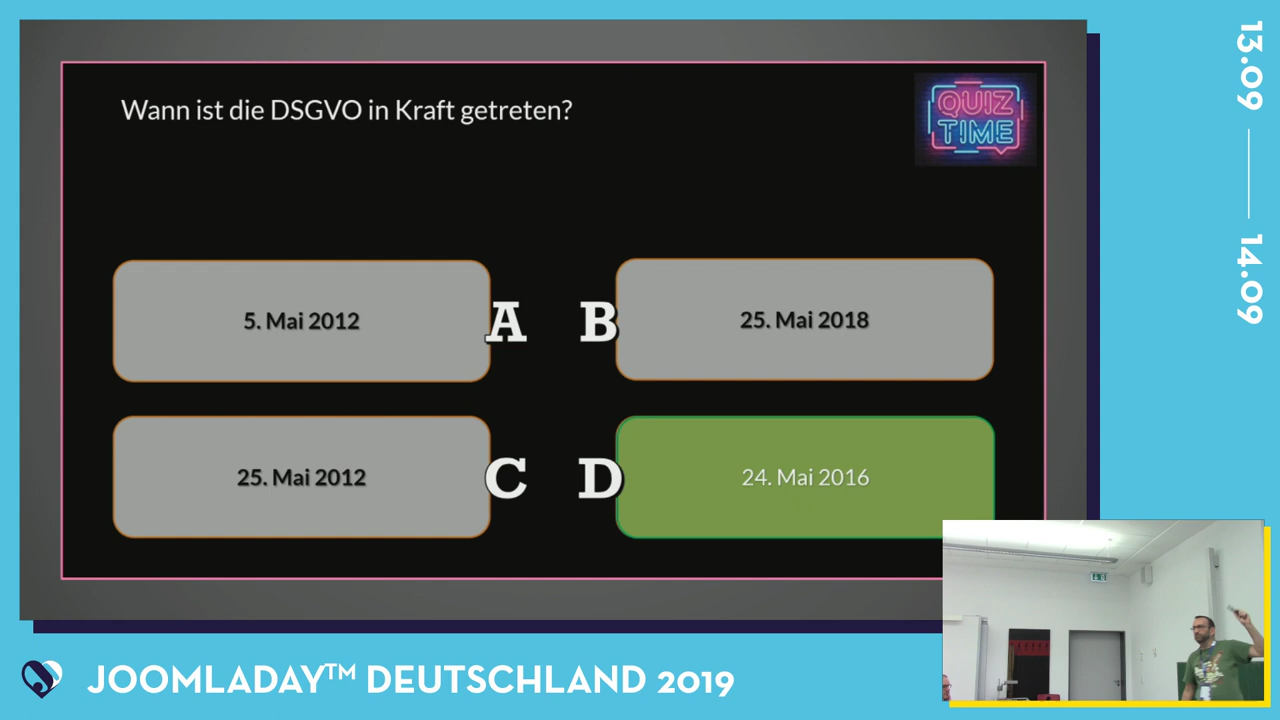 Wann ist die DSGVO in Kraft getreten?
QUIZ
TIME
5. Mai 2012
A
B
25. Mai 2018
25. Mai 2012
C
D
24. Mai 2016
13.09
14.09
JOOMLADAY™ DEUTSCHLAND 2019